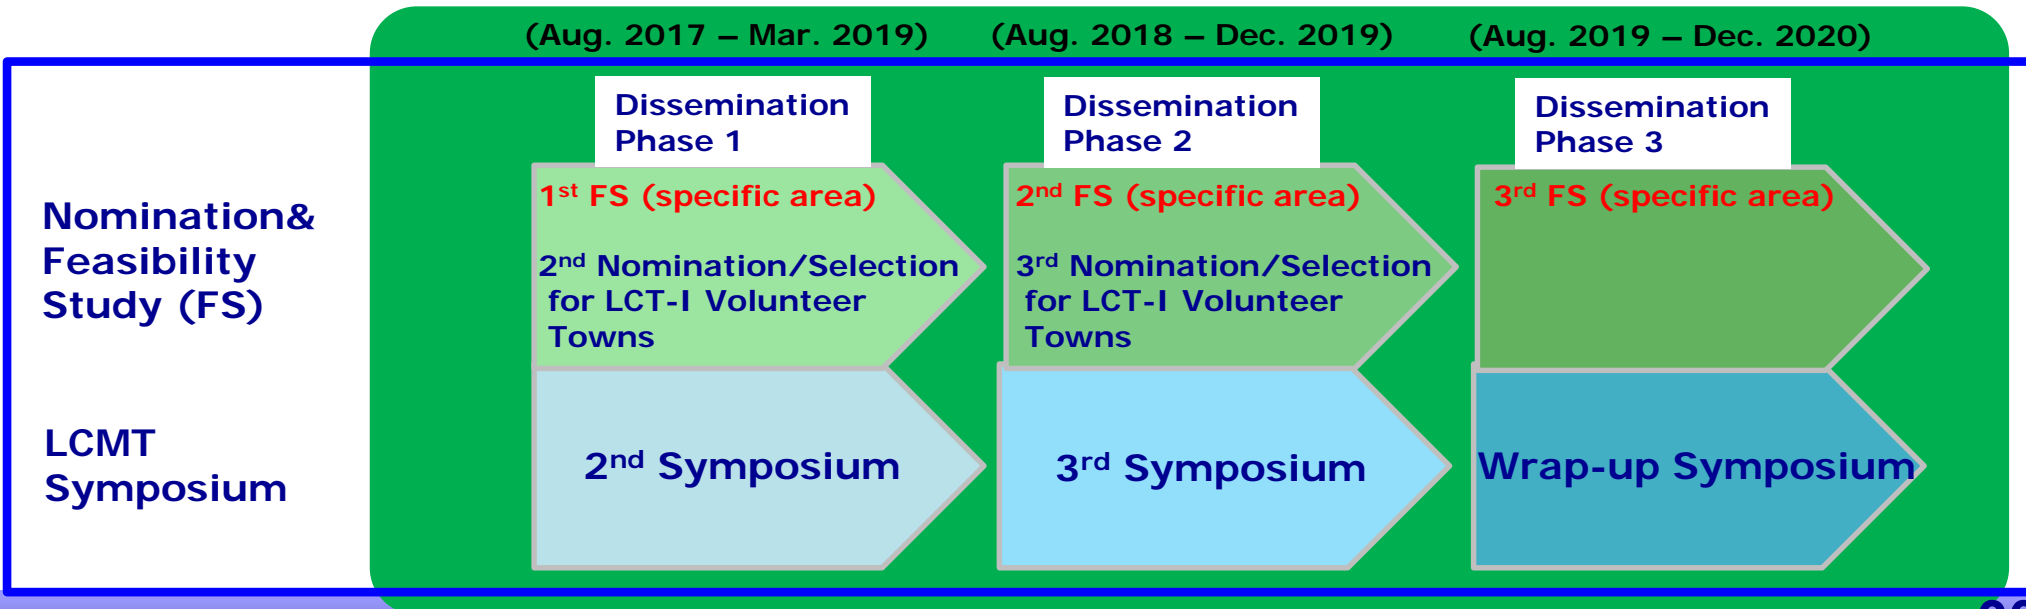 (Aug. 2017 – Mar. 2019) (Aug. 2018 – Dec. 2019) (Aug. 2019 – Dec. 2020)
Dissemination
Phase 1
Dissemination
Phase 2
Dissemination
Phase 3
Nomination&
Feasibility
Study (FS)
1st FS (specific area)
2nd Nomination/Selection
for LCT-I Volunteer
Towns
2nd FS (specific area)
3rd Nomination/Selection
for LCT-I Volunteer
Towns
3rd FS (specific area)
LCMT
Symposium
2nd Symposium
3rd Symposium
Wrap-up Symposium